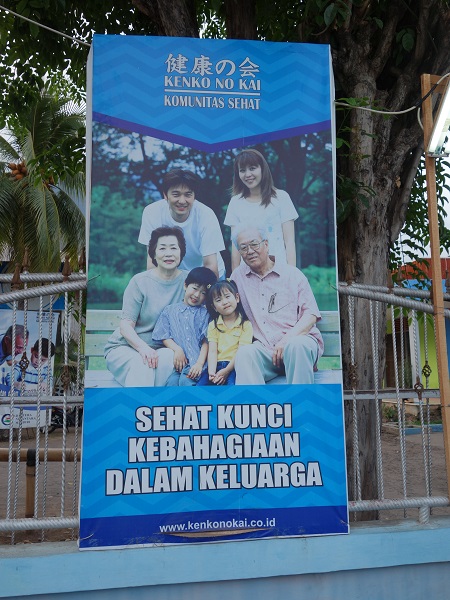 健康の会
KENKO NO KAI
KOMUNITAS SEHAT
SEHAT KUNCI
KEBAHAGIAAN
DALAM KELUARGA
www.kenkonokai.co.id